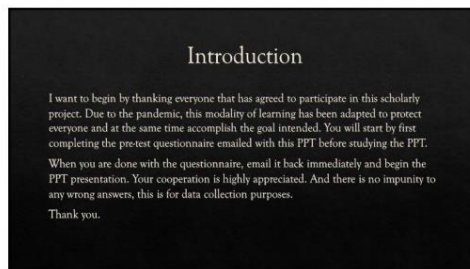 Introduction
I want to begin by thanking everyone that has agreed to participate in this scholarly
project. Due to the pandemic, this modality of learning has been adapted to protect
everyone and at the same time accomplish the goal intended. You will start by first
completing the pre-test questionnaire emailed with this PPT before studying the PPT.
When you are done with the questionnaire, email it back immediately and begin the
PPT presentation. Your cooperation is highly appreciated. And there is no impunity to
any wrong answers, this is for data collection purposes.
Thank you.